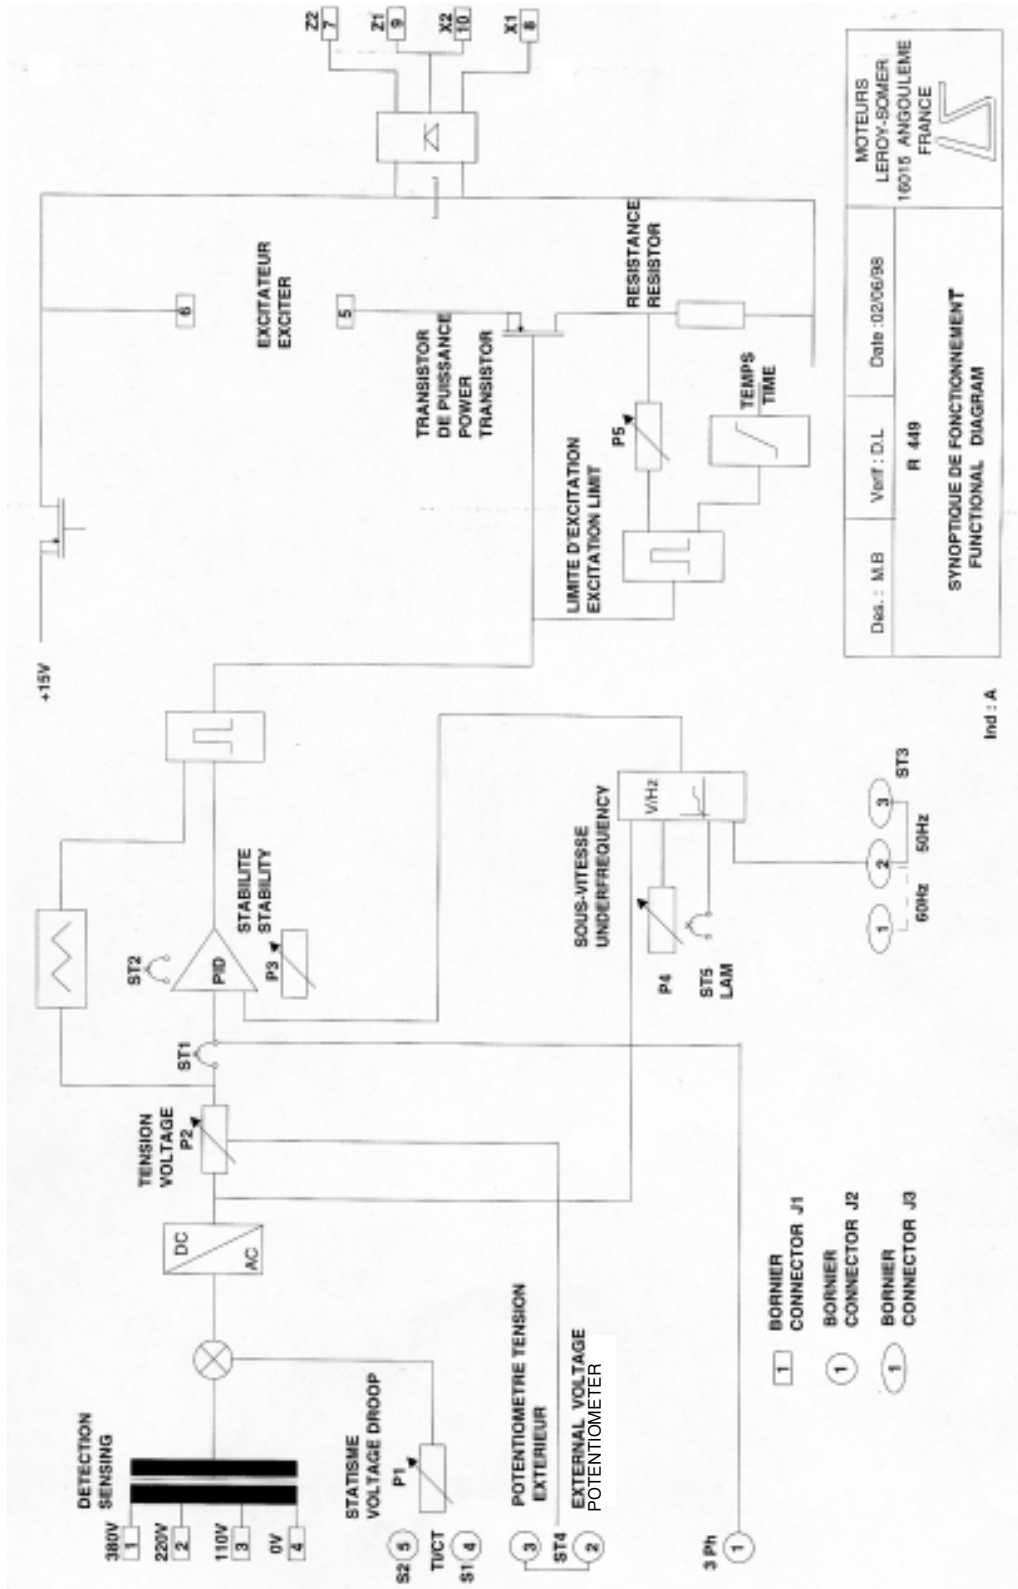 DETECTION
SENSING
380V
1
220V
2
110V
3
0V
4
STATISME
VOLTAGE DROOP
P1
S2 5
TI/CT
S1 4
POTENTIOMETRE TENSION
EXTERIEUR
3
ST4
2
EXTERNAL VOLTAGE
POTENTIOMETER
3 Ph
1
DC
AC
TENSION
VOLTAGE
P2
ST1
ST2
PID
STABILITE
STABILITY
P3
SOUS-VITESSE
UNDERFREQUENCY
V/Hz
P4
ST5
LAM
1
2
3
ST3
60Hz
50Hz
BORNIER
CONNECTOR J1
1
BORNIER
CONNECTOR J2
1
BORNIER
CONNECTOR J3
1
+15V
6
EXCITATEUR
EXCITER
5
TRANSISTOR
DE PUISSANCE
POWER
TRANSISTOR
LIMITE D'EXCITATION
EXCITATION LIMIT
P5
RESISTANCE
RESISTOR
TEMPS
TIME
Z2
7
Z1
9
X2
10
X1
8
Des. : M.B
Verif : D.L
Date :02/06/98
R 449
SYNOPTIQUE DE FONCTIONNEMENT
FUNCTIONAL DIAGRAM
MOTEURS
LEROY-SOMER
16015 ANGOULEME
FRANCE
Ind : A